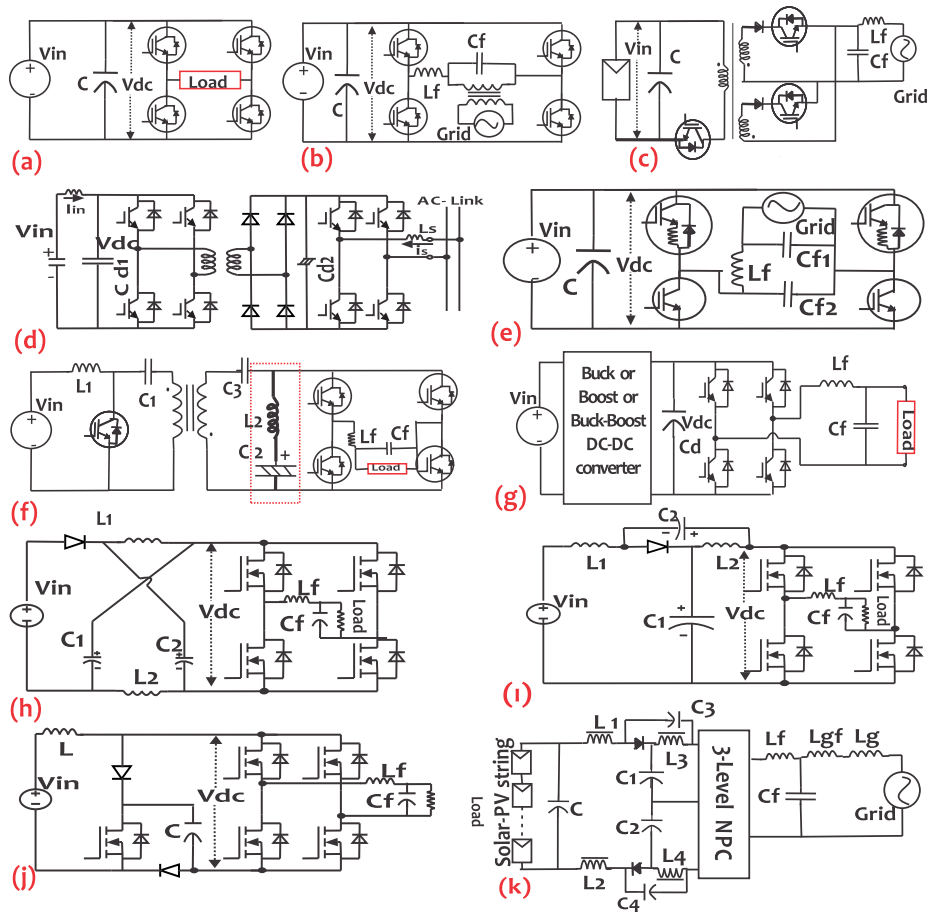 Vin
C
Vdc
Load
(a)
Vin
C
Vdc
Cf
Lf
Grid
(b)
Vin
C
Lf
Cf
Grid
(c)
Vin
Iin
Vdc
Cd1
Cd2
AC- Link
Ls
is
(d)
Vin
C
Vdc
Grid
Cf1
Lf
Cf2
(e)
L1
C1
Vin
C3
L2
C2
+
Lf
Cf
Load
(f)
Vin
Buck or
Boost or
Buck-Boost
DC-DC
converter
Vdc
Cd
Lf
Cf
Load
(g)
L1
Vin
C1
C2
L2
Vdc
Lf
Cf
Load
(h)
C2
L1
L2
Vin
C1
Vdc
Lf
Cf
Load
(ı)
L
Vin
C
Vdc
Lf
Cf
(j)
Solar-PV string
Load
C
L1
C3
L3
C1
C2
L2
L4
C4
3-Level NPC
Lf
Lgf
Lg
Cf
Grid
(k)